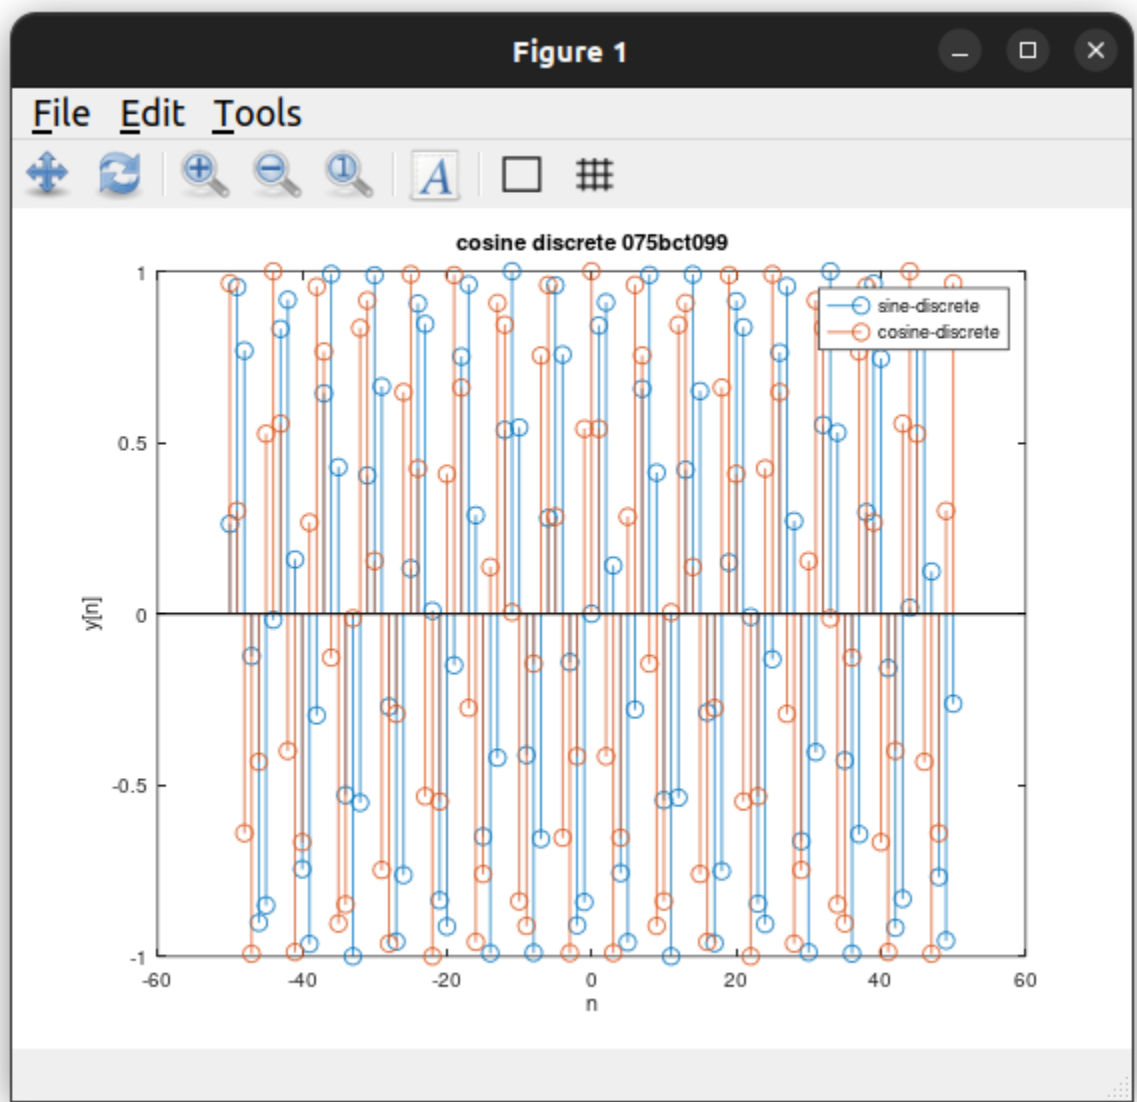 Figure 1
File Edit Tools
1
A
cosine discrete 075bct099
1
sine-discrete
cosine-discrete
0.5
0
y[n]
-0.5
-1
-60 -40 -20 0 20 40 60
n